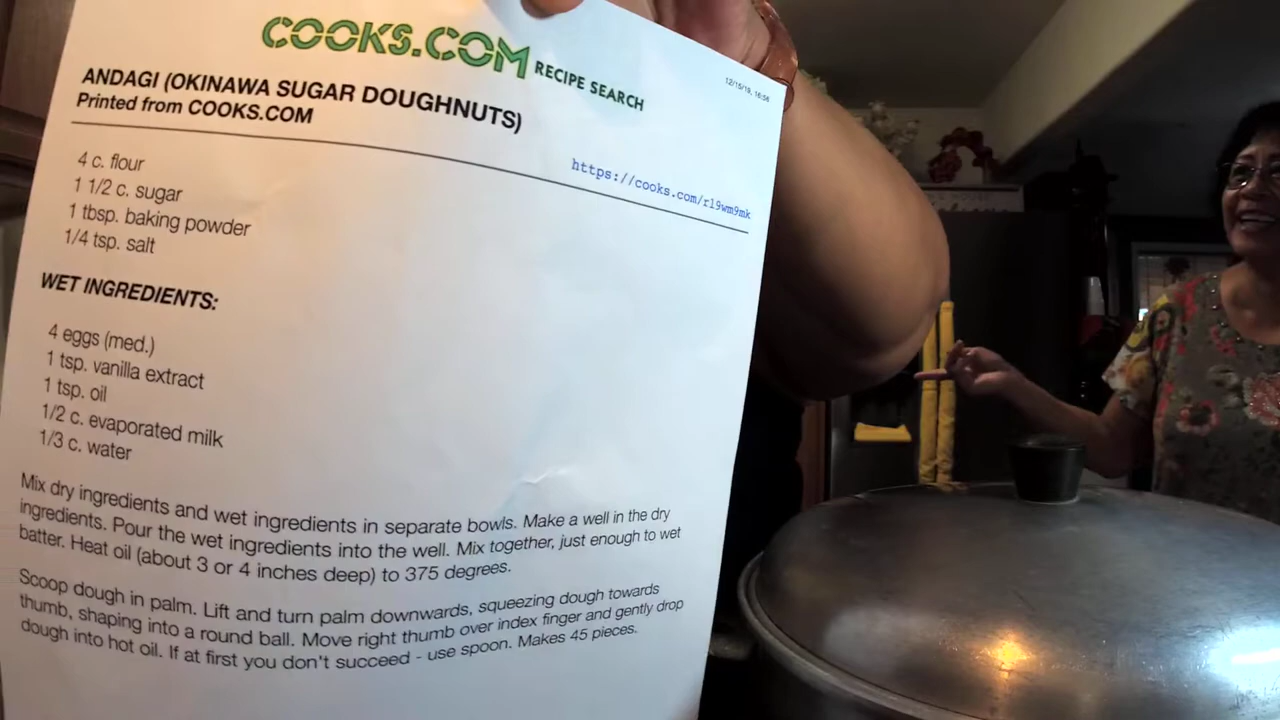 COOKS.COM RECIPE SEARCH
12/15/19, 16:56
ANDAGI (OKINAWA SUGAR DOUGHNUTS)
Printed from COOKS.COM
https://cooks.com/rl9wm9mk
4 c. flour
1 1/2 c. sugar
1 tbsp. baking powder
1/4 tsp. salt
WET INGREDIENTS:
4 eggs (med.)
1 tsp. vanilla extract
1 tsp. oil
1/2 c. evaporated milk
1/3 c. water
Mix dry ingredients and wet ingredients in separate bowls. Make a well in the dry
ingredients. Pour the wet ingredients into the well. Mix together, just enough to wet
batter. Heat oil (about 3 or 4 inches deep) to 375 degrees.
Scoop dough in palm. Lift and turn palm downwards, squeezing dough towards
thumb, shaping into a round ball. Move right thumb over index finger and gently drop
dough into hot oil. If at first you don't succeed - use spoon. Makes 45 pieces.